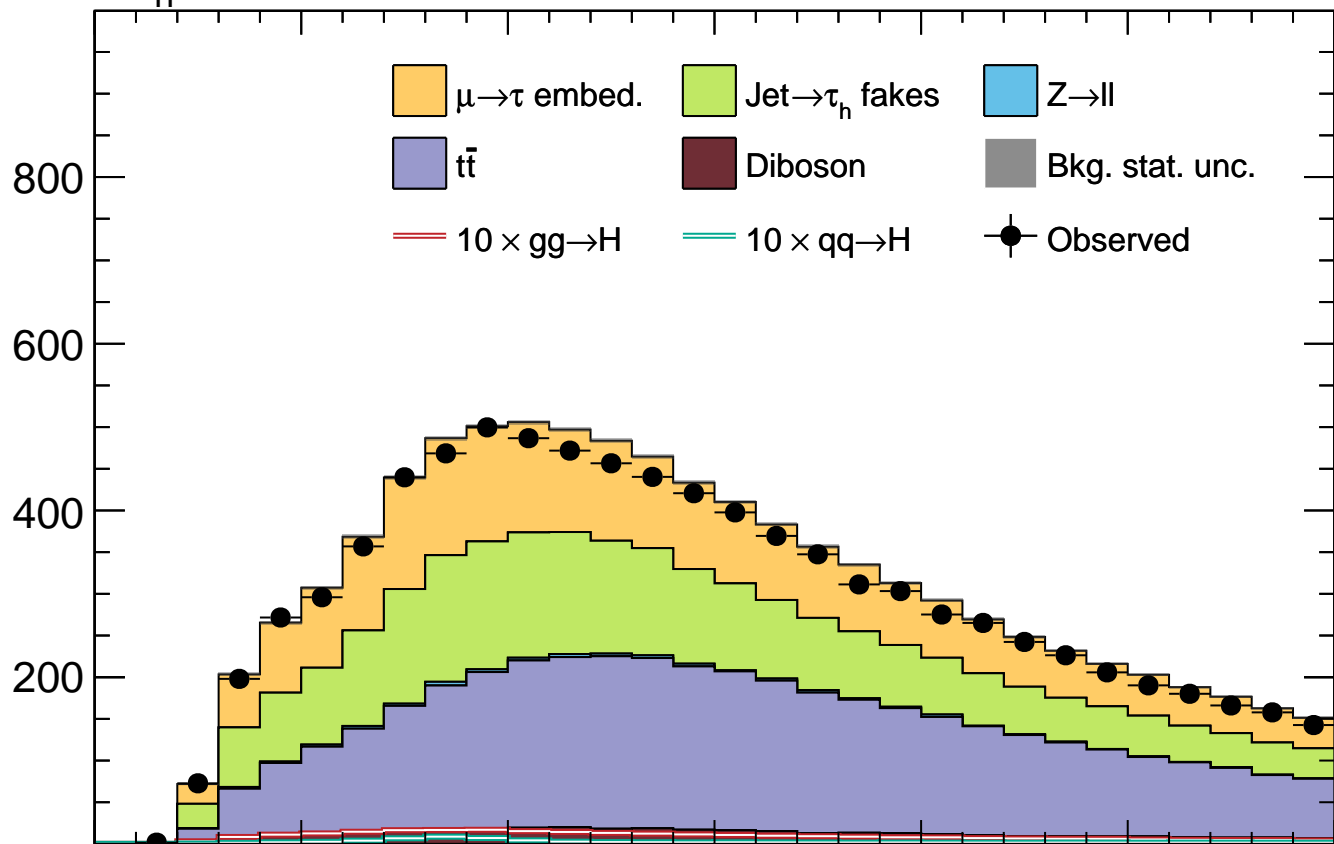 μ→τ embed. Jet→τh fakes Z→ll
tt̄ Diboson Bkg. stat. unc.
10 × gg→H 10 × qq→H Observed
800
600
400
200